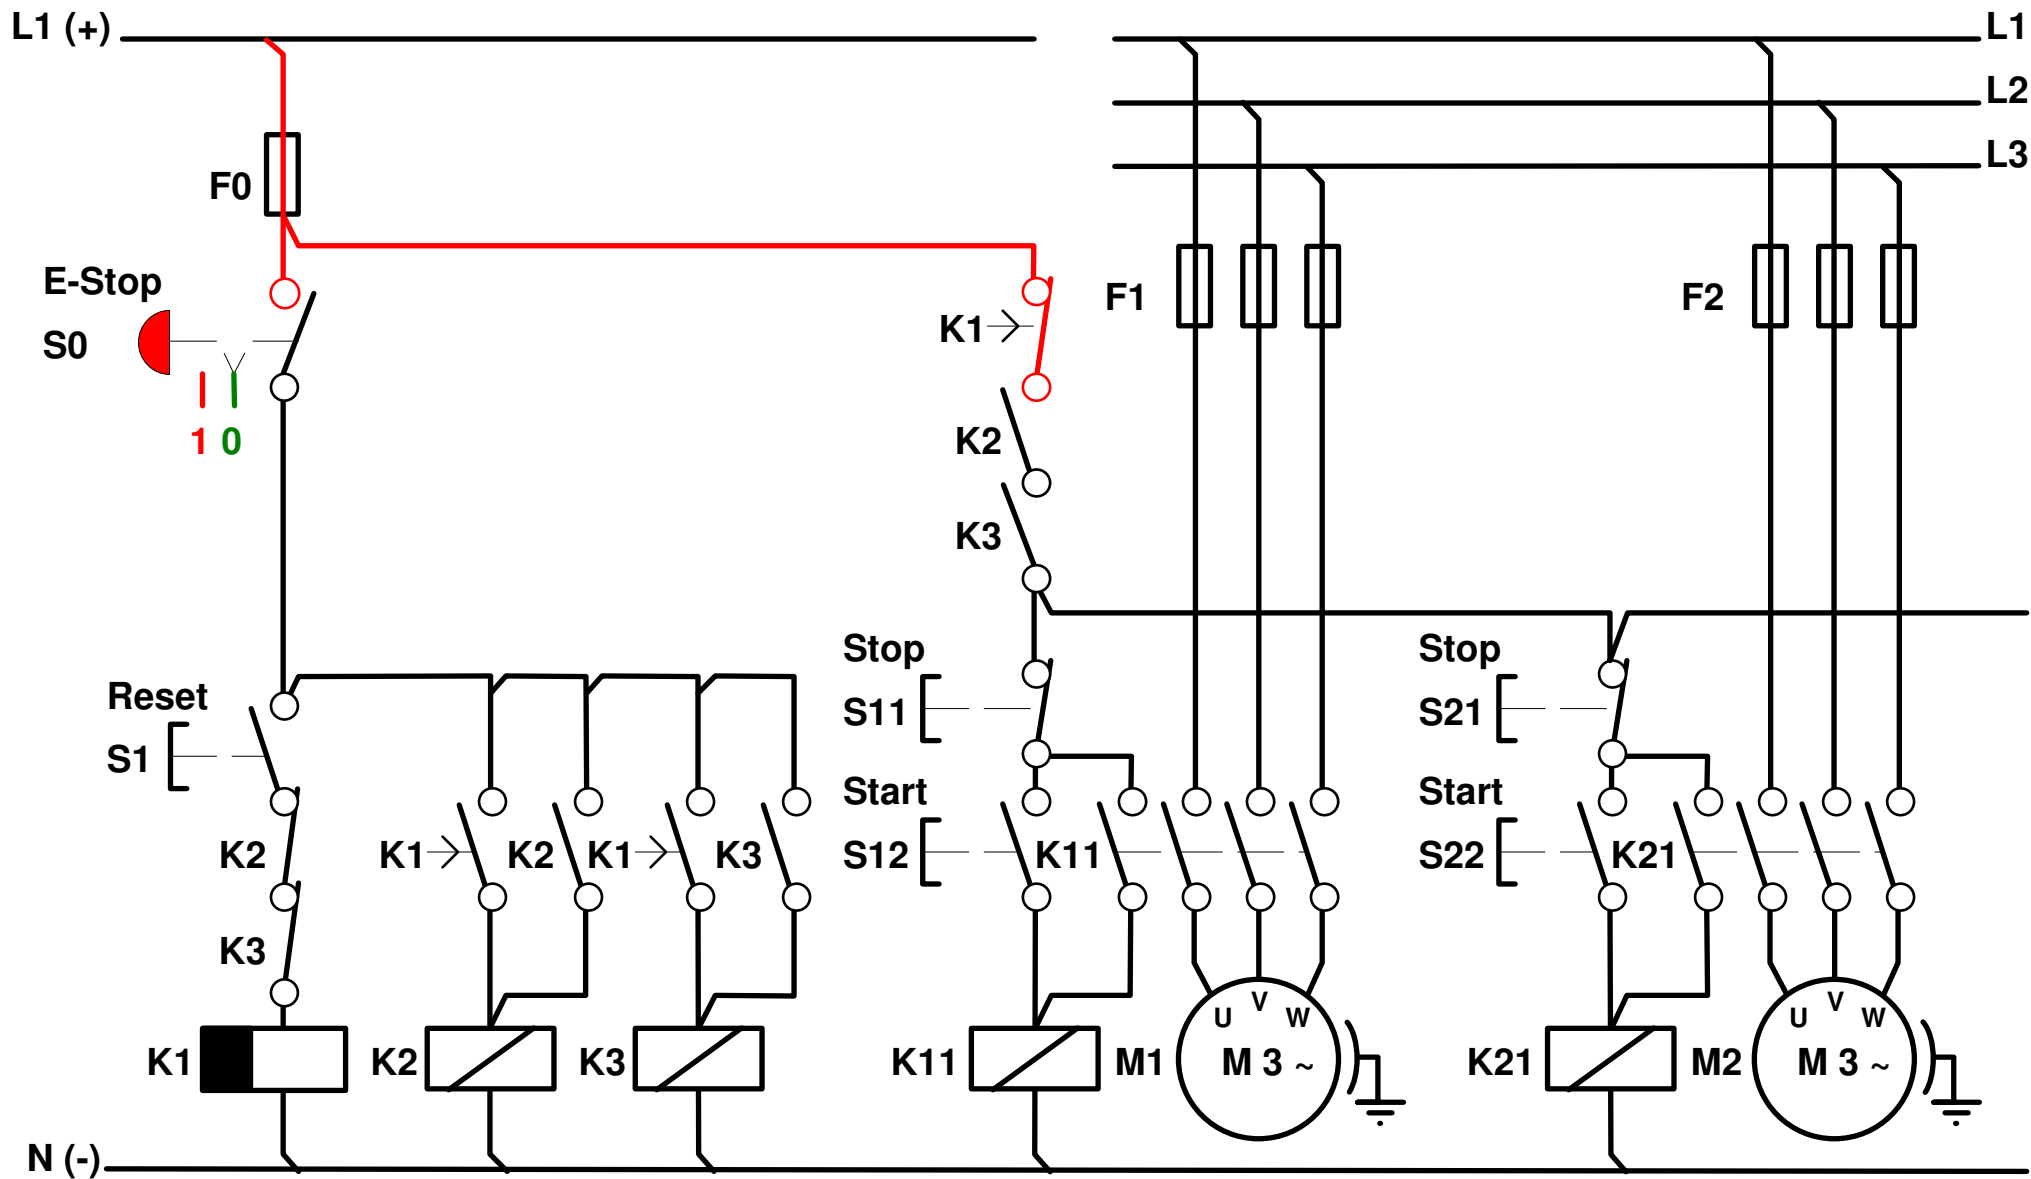 L1 (+)
L1
L2
L3
F0
E-Stop
S0
1 0
K1
F1
F2
K2
K3
Reset
S1
Stop
S11
Stop
S21
Start
S12
K11
Start
S22
K21
K2
K1
K2
K1
K3
K3
K1
K2
K3
K11
M1
U V W
M 3 ~
K21
M2
U V W
M 3 ~
N (-)